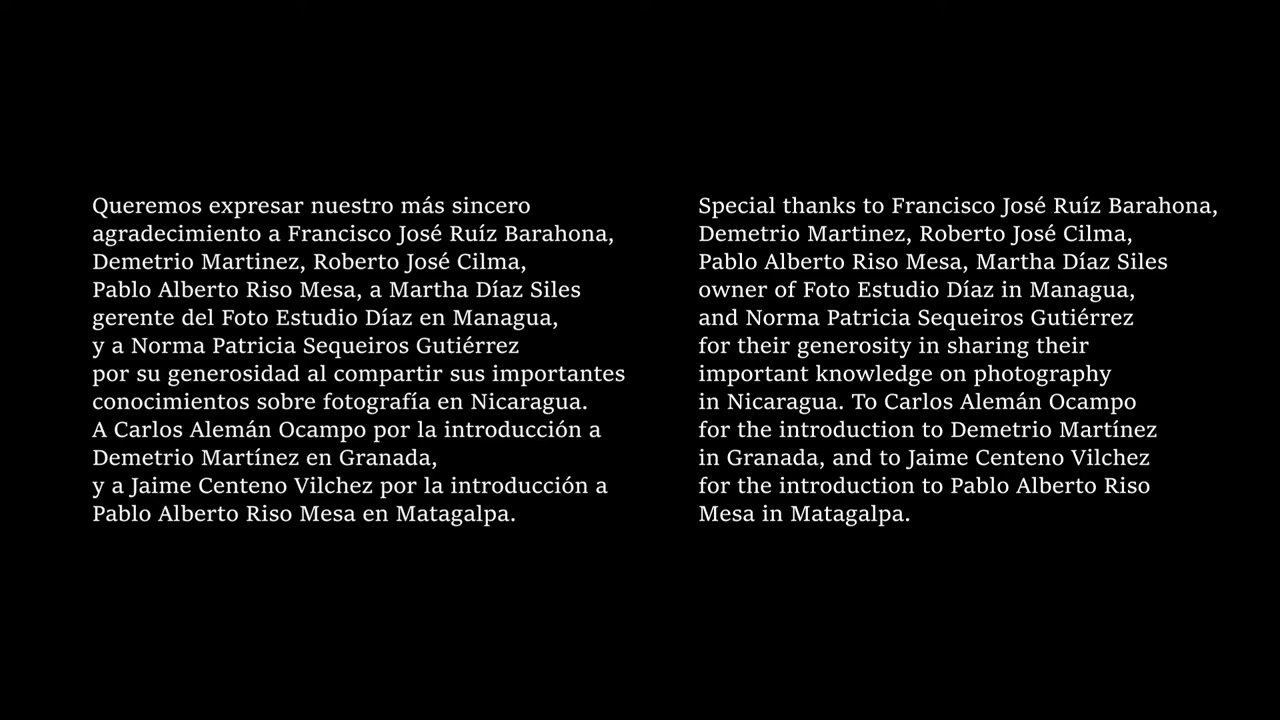 Queremos expresar nuestro más sincero
agradecimiento a Francisco José Ruíz Barahona,
Demetrio Martinez, Roberto José Cilma,
Pablo Alberto Riso Mesa, a Martha Díaz Siles
gerente del Foto Estudio Díaz en Managua,
y a Norma Patricia Sequeiros Gutiérrez
por su generosidad al compartir sus importantes
conocimientos sobre fotografía en Nicaragua.
A Carlos Alemán Ocampo por la introducción a
Demetrio Martínez en Granada,
y a Jaime Centeno Vilchez por la introducción a
Pablo Alberto Riso Mesa en Matagalpa.
Special thanks to Francisco José Ruíz Barahona,
Demetrio Martinez, Roberto José Cilma,
Pablo Alberto Riso Mesa, Martha Díaz Siles
owner of Foto Estudio Díaz in Managua,
and Norma Patricia Sequeiros Gutiérrez
for their generosity in sharing their
important knowledge on photography
in Nicaragua. To Carlos Alemán Ocampo
for the introduction to Demetrio Martínez
in Granada, and to Jaime Centeno Vilchez
for the introduction to Pablo Alberto Riso
Mesa in Matagalpa.